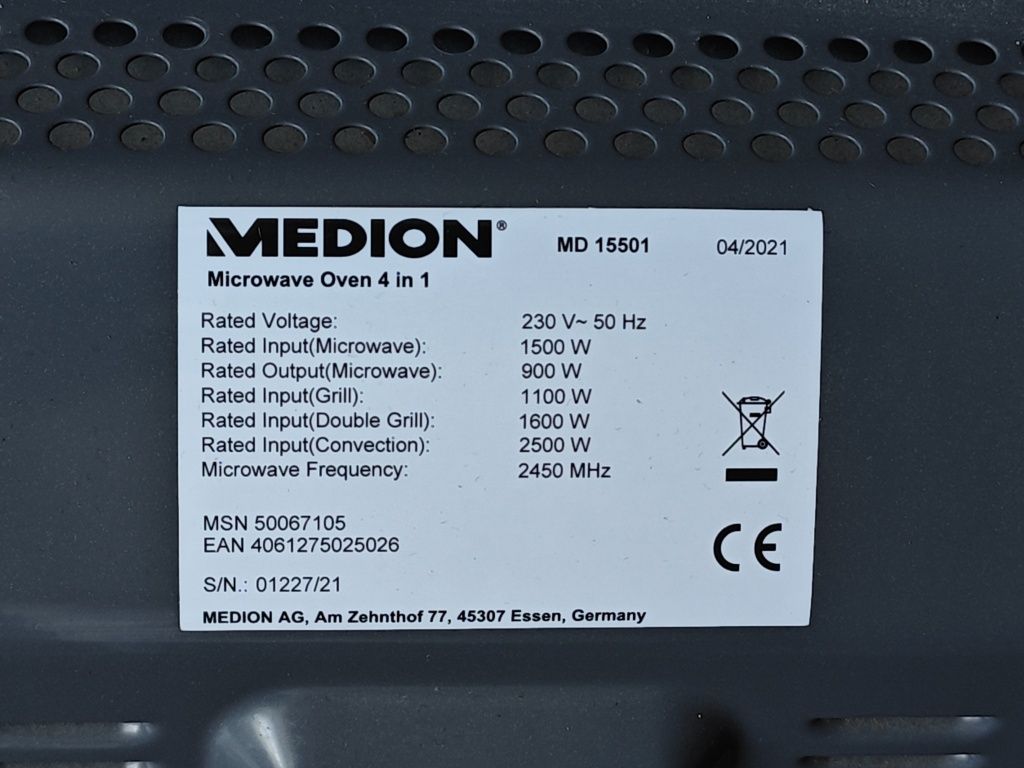 MEDION® MD 15501 04/2021
Microwave Oven 4 in 1
Rated Voltage: 230 V~ 50 Hz
Rated Input(Microwave): 1500 W
Rated Output(Microwave): 900 W
Rated Input(Grill): 1100 W
Rated Input(Double Grill): 1600 W
Rated Input(Convection): 2500 W
Microwave Frequency: 2450 MHz
MSN 50067105
EAN 4061275025026
CE
S/N.: 01227/21
MEDION AG, Am Zehnthof 77, 45307 Essen, Germany